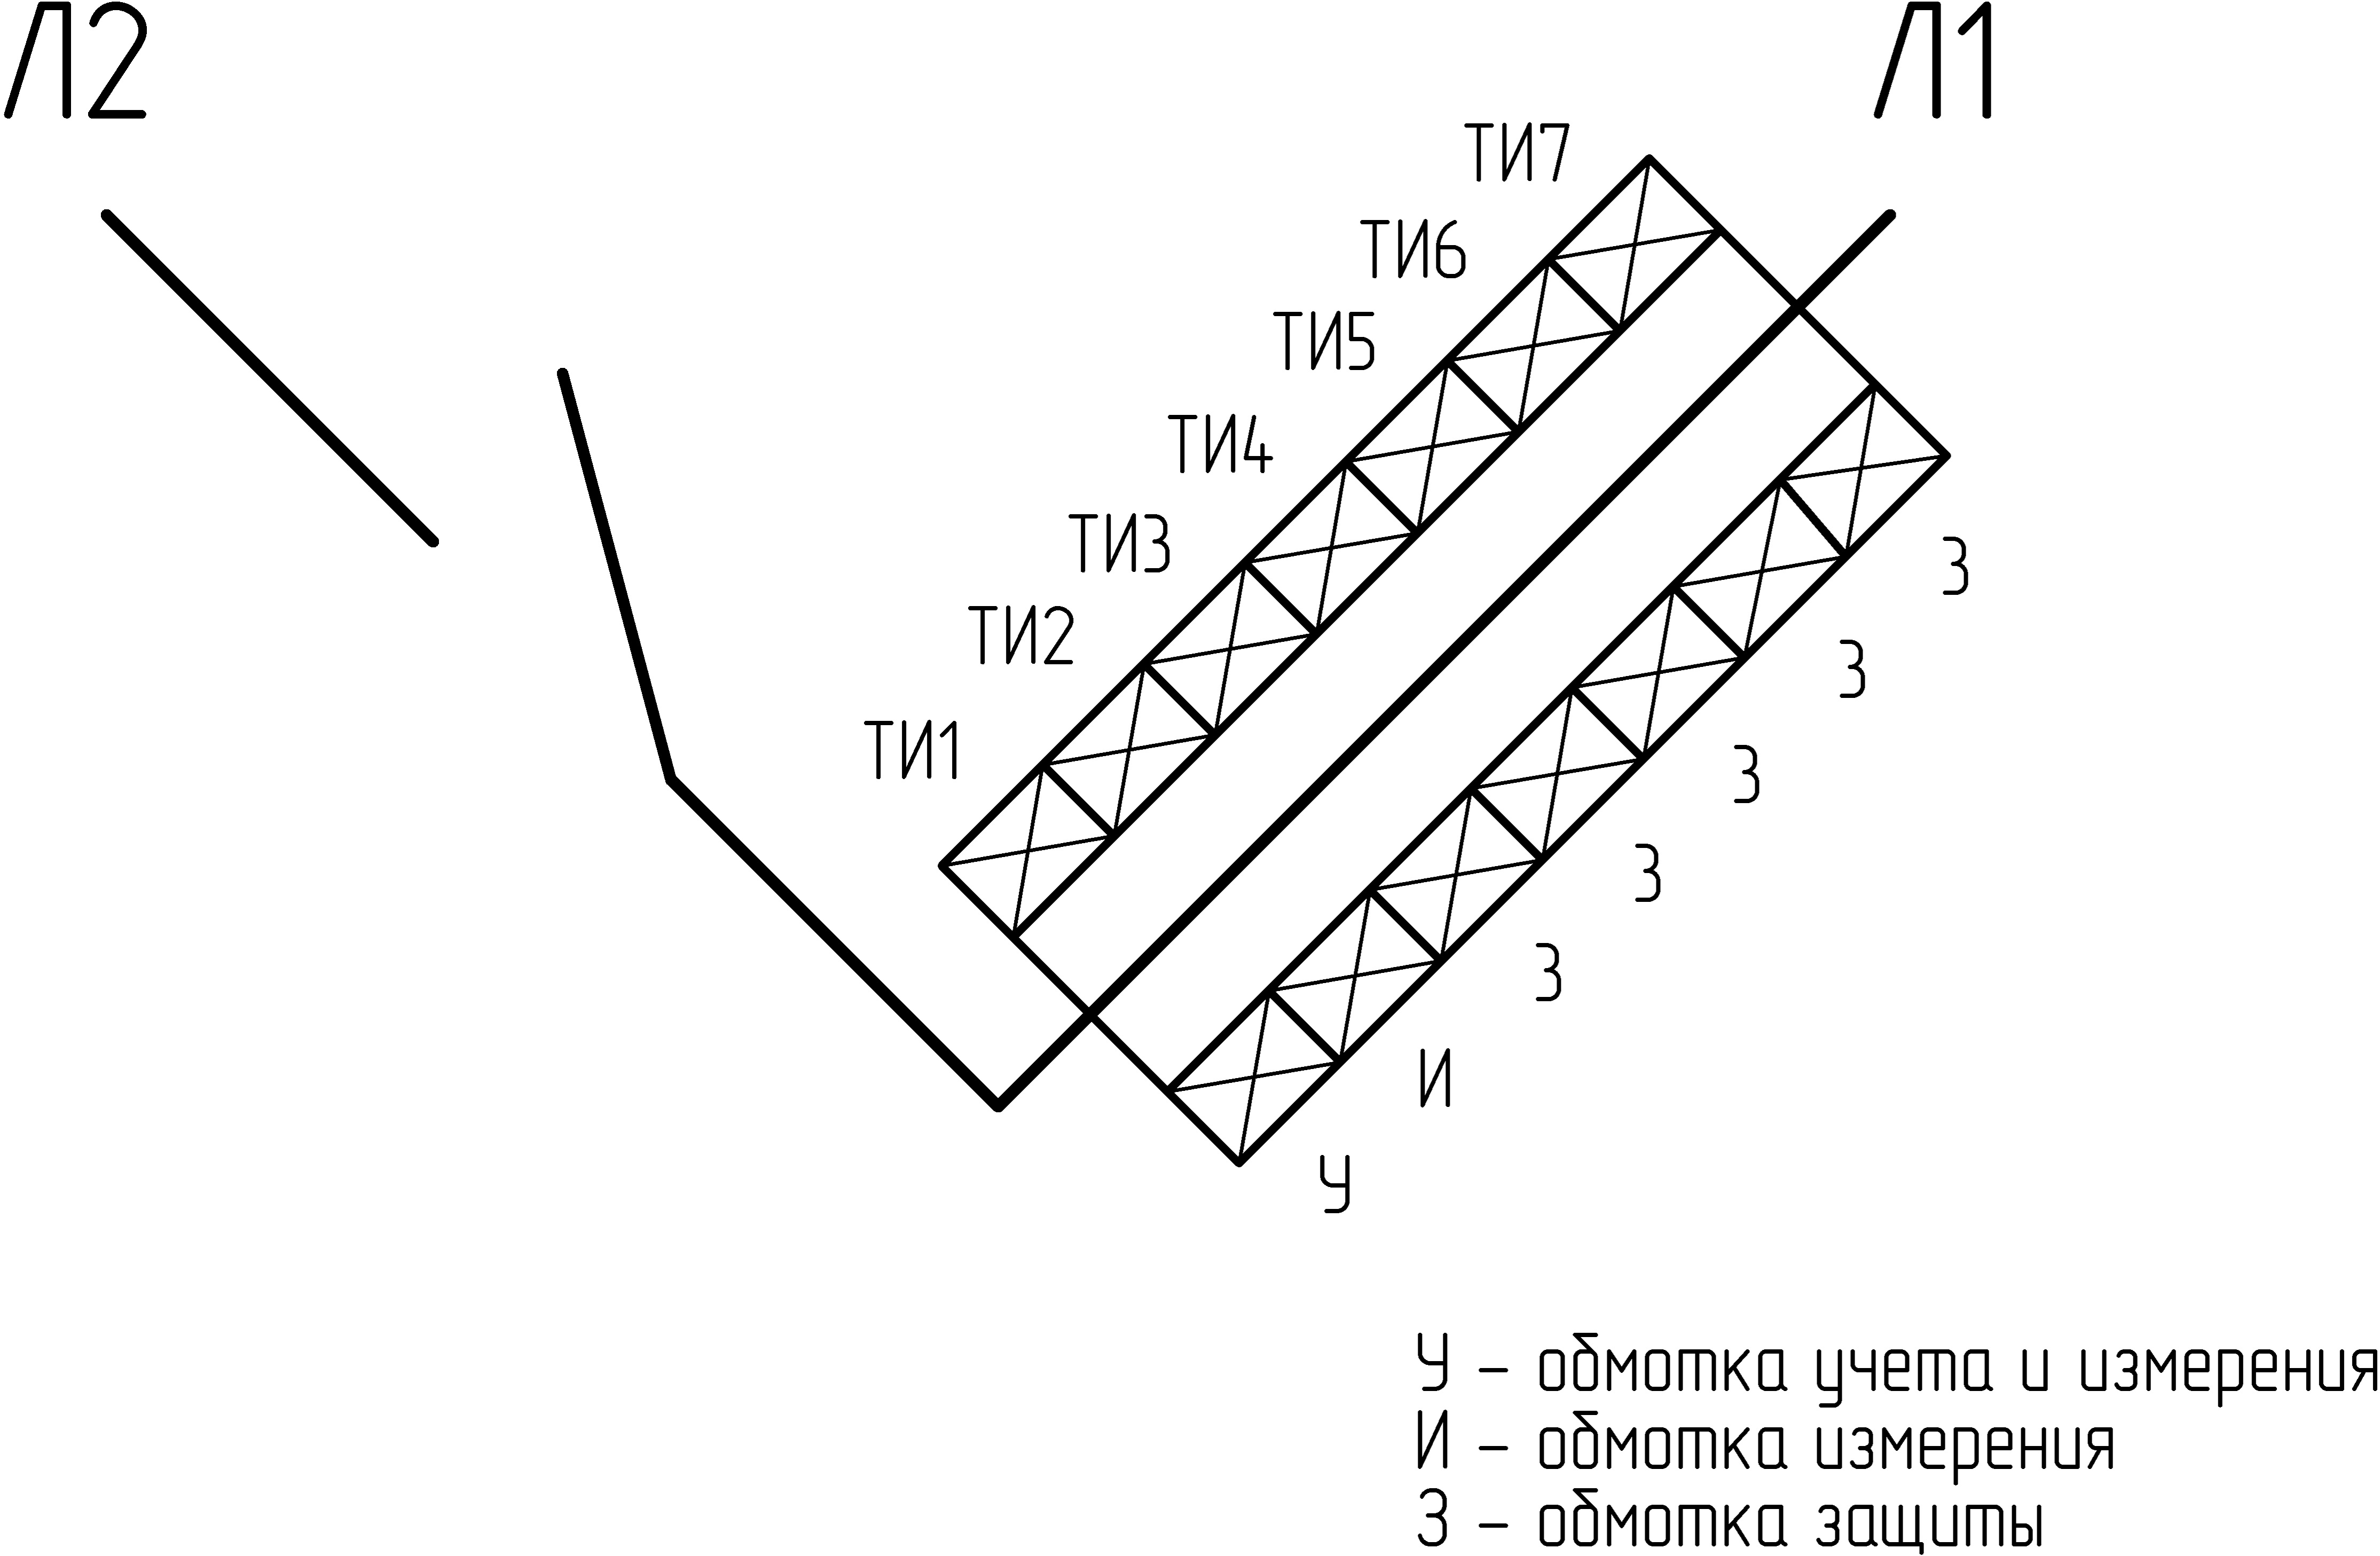 Л2
Л1
ТИ7
ТИ6
ТИ5
ТИ4
ТИ3
ТИ2
ТИ1
З
З
З
З
З
И
У
У – обмотка учета и измерения
И – обмотка измерения
З – обмотка защиты